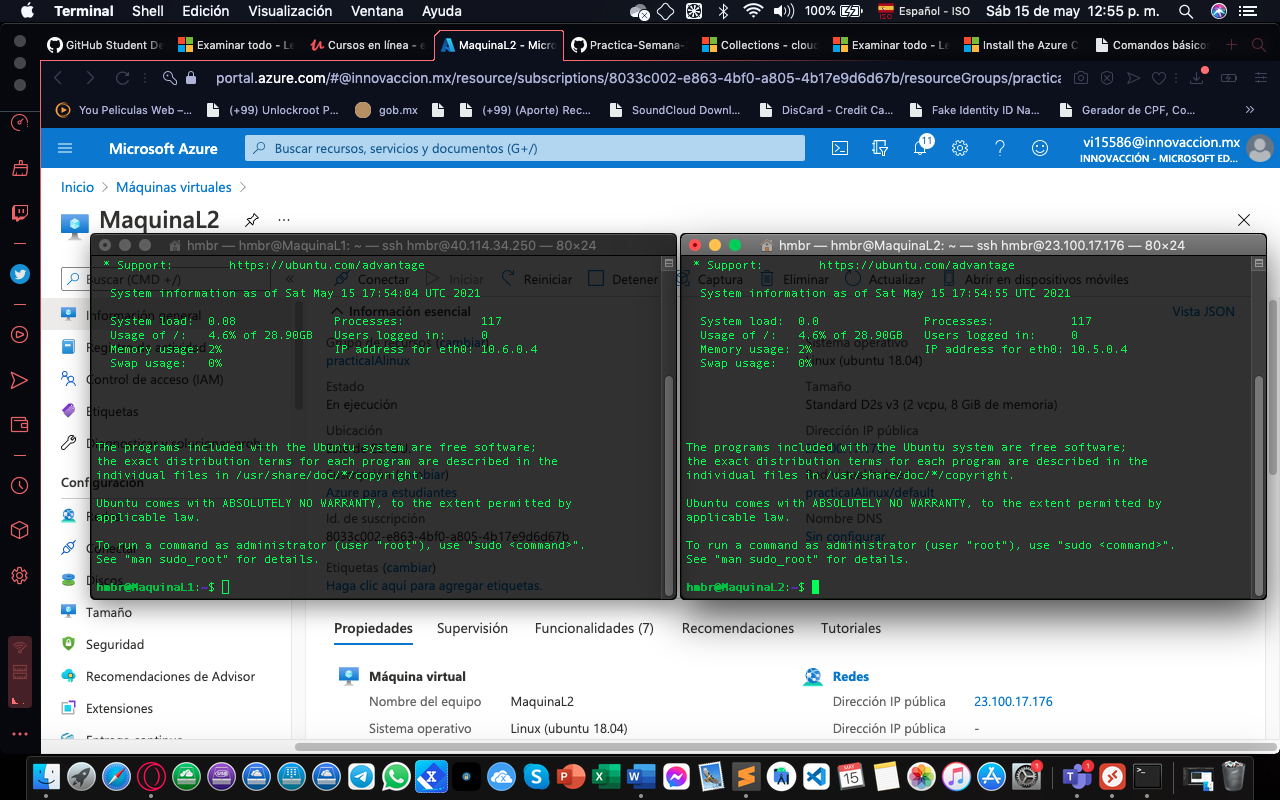 Terminal Shell Edición Visualización Ventana Ayuda 100% Español - ISO Sáb 15 de may 12:55 p. m.
GitHub Student De Examinar todo - Le Cursos en línea - e MaquinaL2 - Micro Practica-Semana- Collections - clou Examinar todo - Le Install the Azure C Comandos básico
portal.azure.com/#@innovaccion.mx/resource/subscriptions/8033c002-e863-4bf0-a805-4b17e9d6d67b/resourceGroups/practica
You Peliculas Web –... (+99) Unlockroot P... gob.mx (+99) (Aporte) Rec... SoundCloud Downl... DisCard - Credit Ca... Fake Identity ID Na... Gerador de CPF, Co...
Microsoft Azure
Buscar recursos, servicios y documentos (G+/)
11
vi15586@innovaccion.mx
INNOVACCIÓN - MICROSOFT ED...
Inicio > Máquinas virtuales >
MaquinaL2
hmbr — hmbr@MaquinaL1: ~ — ssh hmbr@40.114.34.250 — 80×24
* Support: https://ubuntu.com/advantage
System information as of Sat May 15 17:54:04 UTC 2021
System load: 0.08 Processes: 117
Usage of /: 4.6% of 28.90GB Users logged in: 0
Memory usage: 2% IP address for eth0: 10.6.0.4
Swap usage: 0%
The programs included with the Ubuntu system are free software;
the exact distribution terms for each program are described in the
individual files in /usr/share/doc/*/copyright.
Ubuntu comes with ABSOLUTELY NO WARRANTY, to the extent permitted by
applicable law.
To run a command as administrator (user "root"), use "sudo <command>".
See "man sudo_root" for details.
hmbr@MaquinaL1:~$
hmbr — hmbr@MaquinaL2: ~ — ssh hmbr@23.100.17.176 — 80×24
* Support: https://ubuntu.com/advantage
System information as of Sat May 15 17:54:55 UTC 2021
System load: 0.0 Processes: 117
Usage of /: 4.6% of 28.90GB Users logged in: 0
Memory usage: 2% IP address for eth0: 10.5.0.4
Swap usage: 0%
The programs included with the Ubuntu system are free software;
the exact distribution terms for each program are described in the
individual files in /usr/share/doc/*/copyright.
Ubuntu comes with ABSOLUTELY NO WARRANTY, to the extent permitted by
applicable law.
To run a command as administrator (user "root"), use "sudo <command>".
See "man sudo_root" for details.
hmbr@MaquinaL2:~$
Buscar (CMD +/)
Conectar Iniciar Reiniciar Detener Captura Eliminar Actualizar Abrir en dispositivos móviles
Información general
Control de acceso (IAM)
Etiquetas
Configuración
Discos
Tamaño
Seguridad
Recomendaciones de Advisor
Extensiones
Información esencial
Vista JSON
(cambiar)
practicaAlinux
Estado
En ejecución
Ubicación
Azure para estudiantes
Id. de suscripción
8033c002-e863-4bf0-a805-4b17e9d6d67b
Etiquetas (cambiar)
Haga clic aquí para agregar etiquetas.
Sistema operativo
Linux (ubuntu 18.04)
Tamaño
Standard D2s v3 (2 vcpu, 8 GiB de memoria)
Dirección IP pública
practicaAlinux/default
Nombre DNS
Sin configurar
Propiedades Supervisión Funcionalidades (7) Recomendaciones Tutoriales
Máquina virtual
Nombre del equipo MaquinaL2
Sistema operativo Linux (ubuntu 18.04)
Redes
Dirección IP pública 23.100.17.176
Dirección IP pública -
MAY
15
1
1